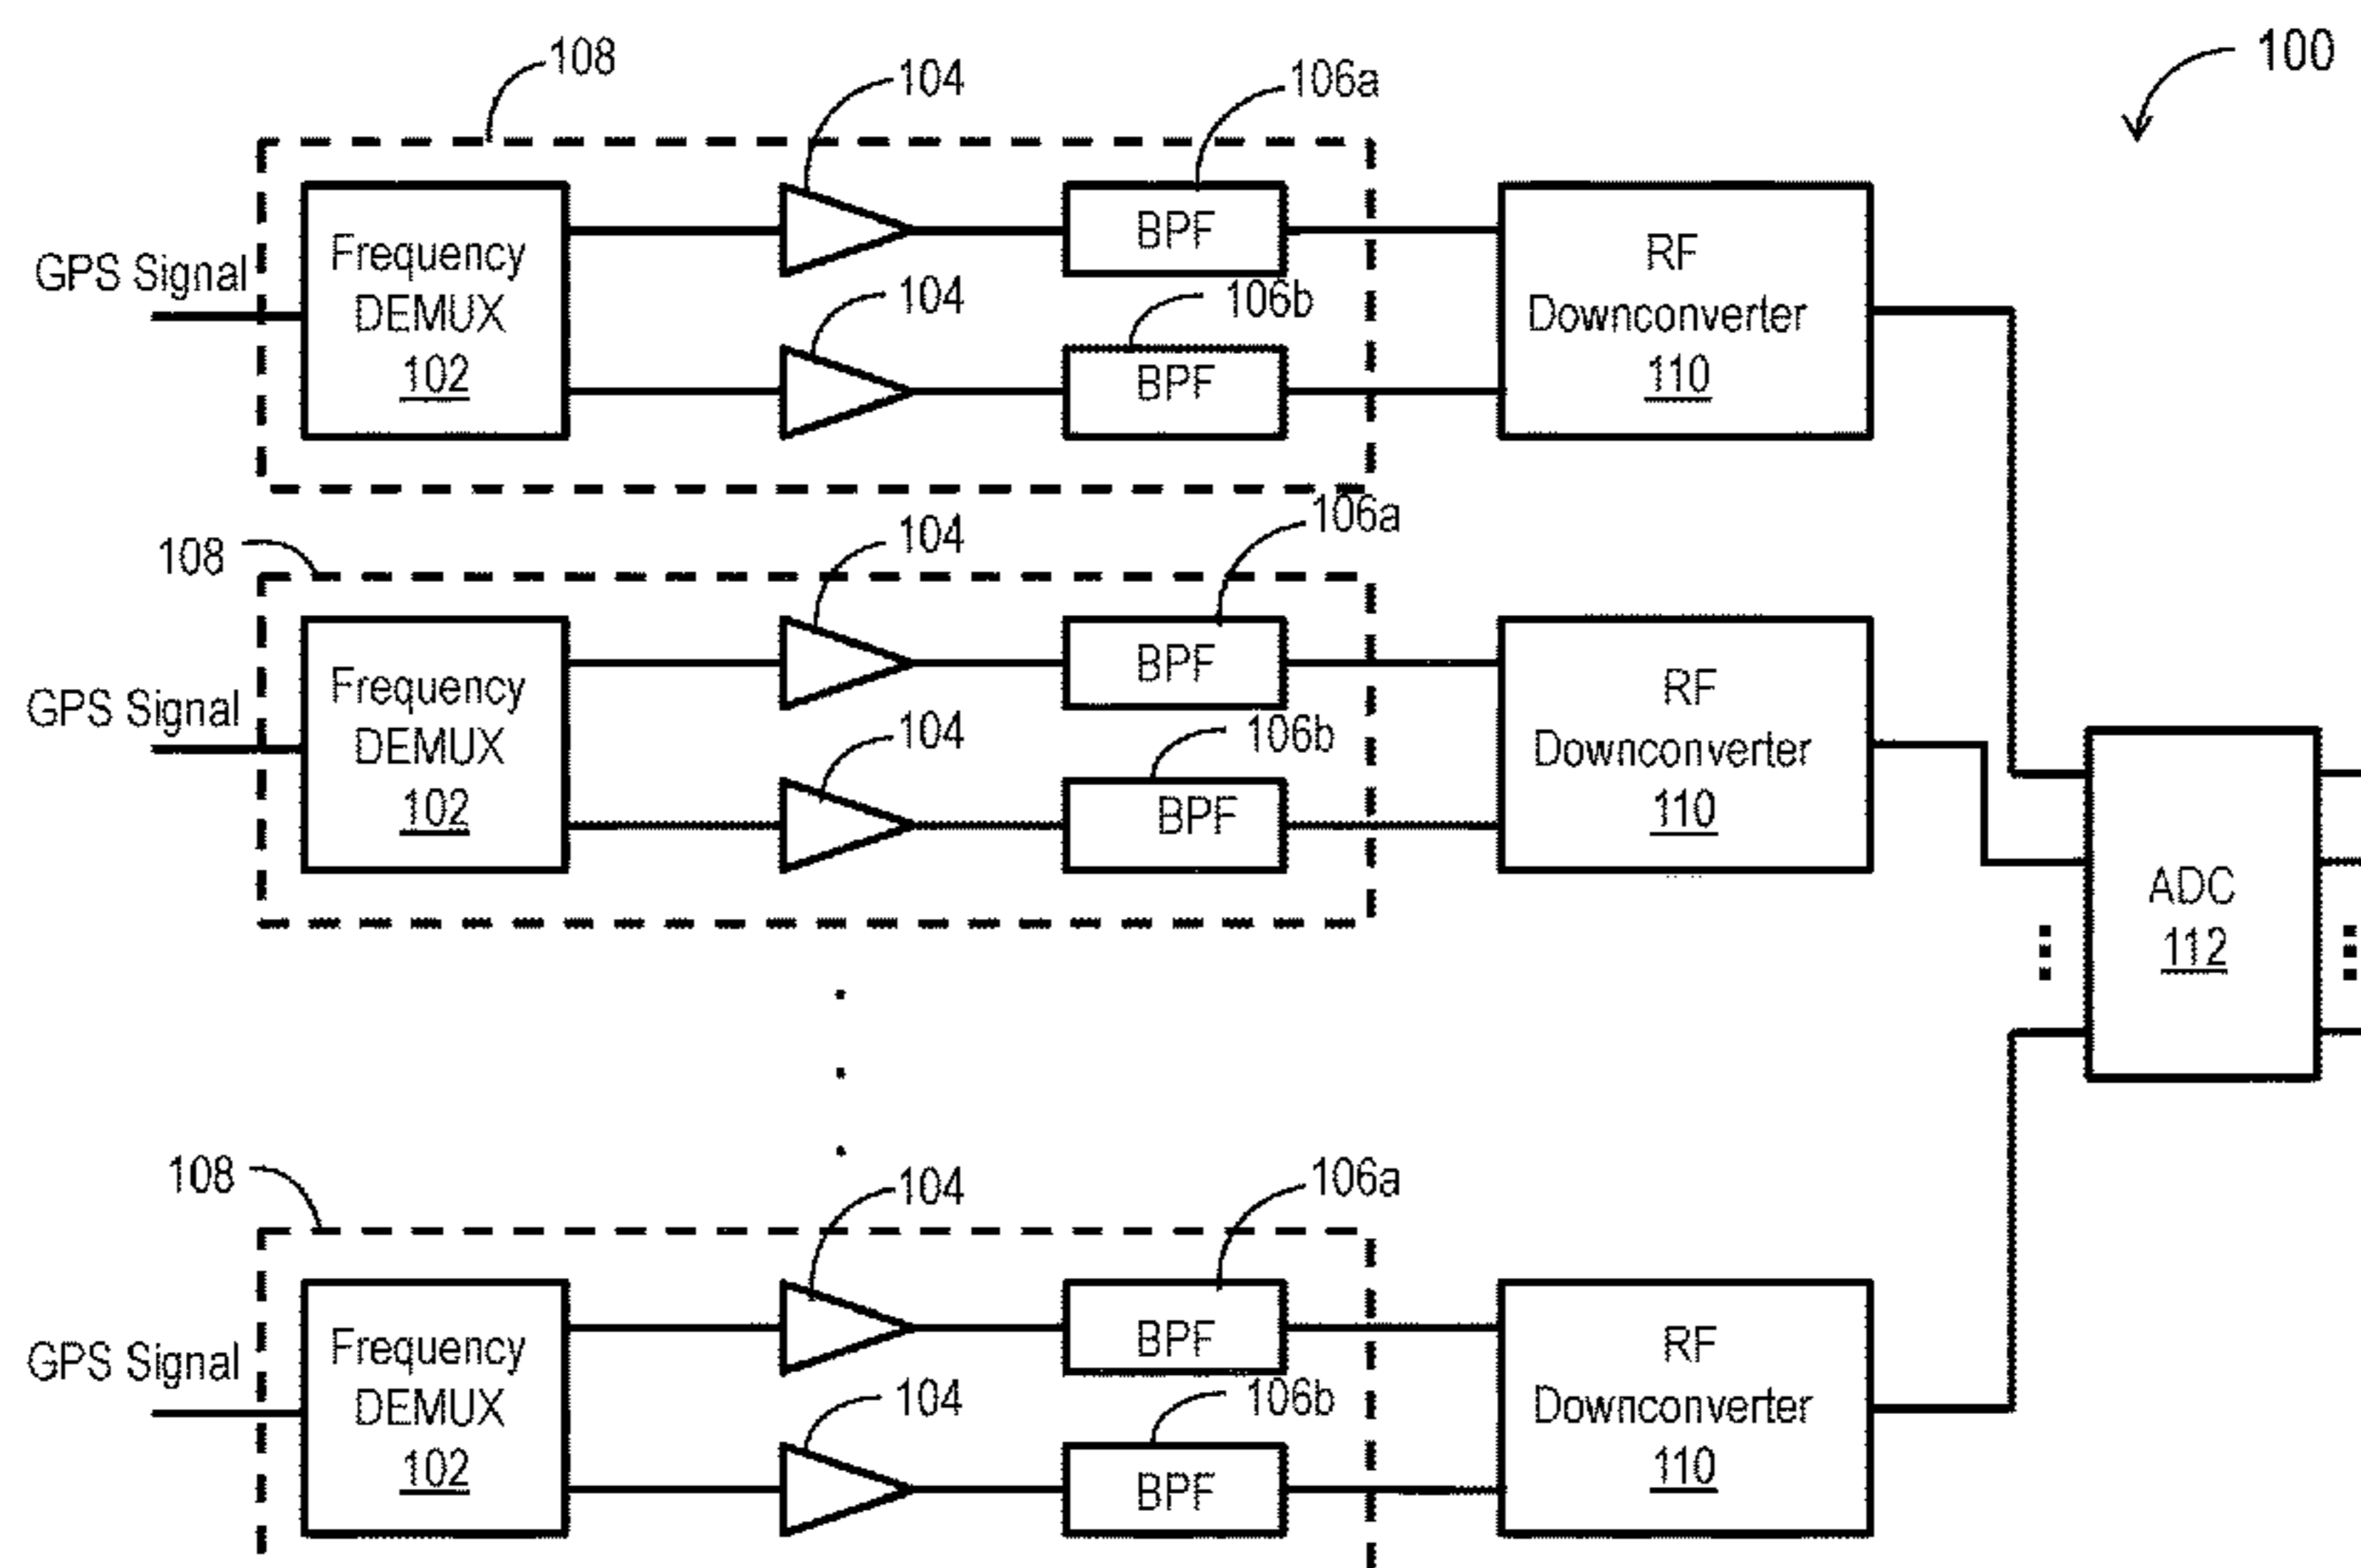 108
104
106a
100
GPS Signal
Frequency
DEMUX
102
BPF
104
106b
BPF
RF
Downconverter
110
108
104
106a
GPS Signal
Frequency
DEMUX
102
BPF
104
106b
BPF
RF
Downconverter
110
ADC
112
108
104
106a
GPS Signal
Frequency
DEMUX
102
BPF
104
106b
BPF
RF
Downconverter
110